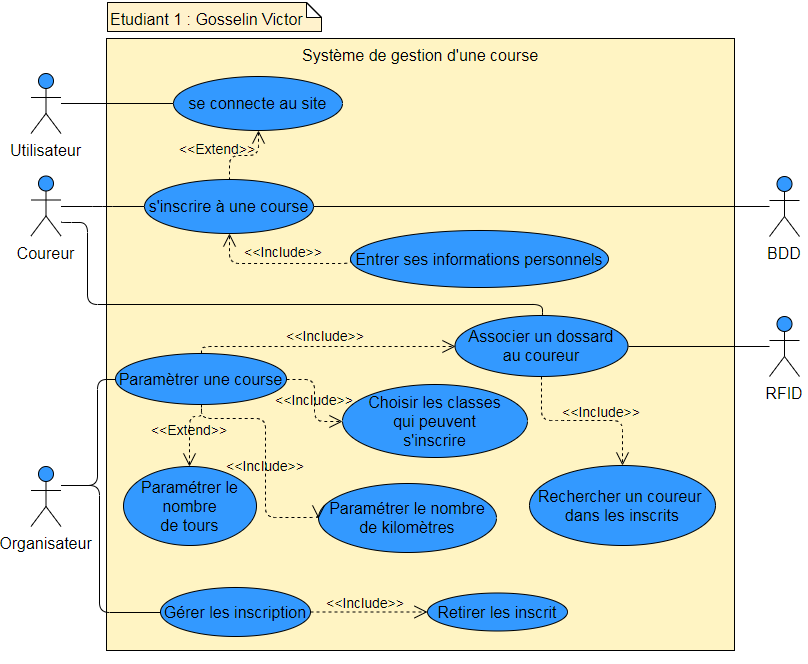 Etudiant 1 : Gosselin Victor
Système de gestion d'une course
se connecte au site
Utilisateur
<<Extend>>
s'inscrire à une course
Coureur
BDD
<<Include>>
Entrer ses informations personnels
<<Include>>
Associer un dossard
au coureur
RFID
Paramètrer une course
<<Include>>
Choisir les classes
qui peuvent
s'inscrire
<<Include>>
<<Extend>>
<<Include>>
Paramétrer le
nombre
de tours
Paramétrer le nombre
de kilomètres
Rechercher un coureur
dans les inscrits
Organisateur
Gérer les inscription
<<Include>>
Retirer les inscrit